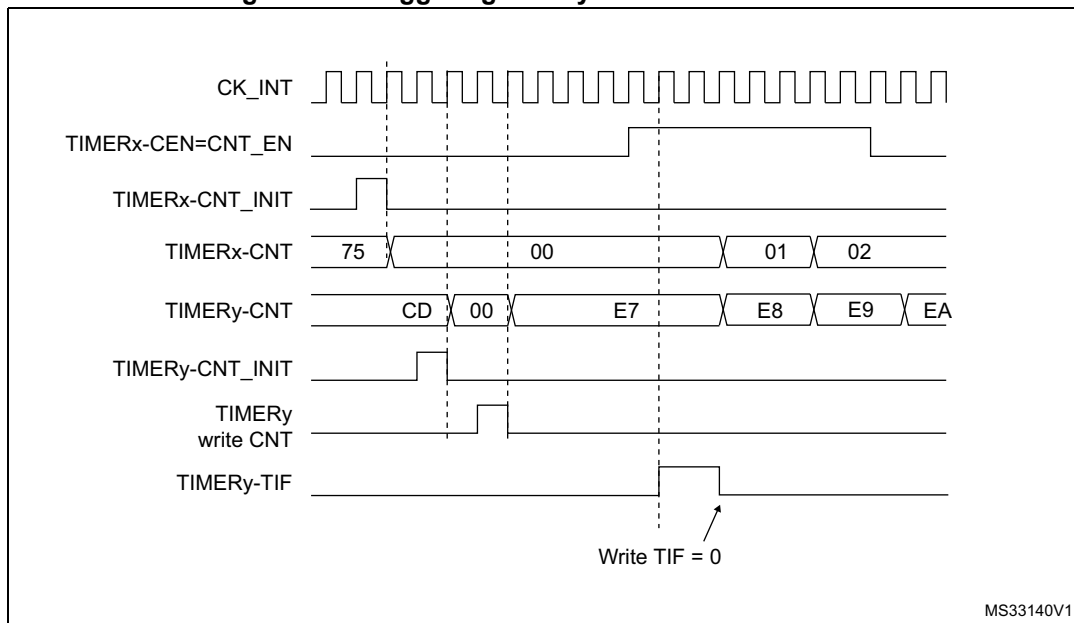 CK_INT
TIMERx-CEN=CNT_EN
TIMERx-CNT_INIT
TIMERx-CNT 75 00 01 02
TIMERy-CNT CD 00 E7 E8 E9 EA
TIMERy-CNT_INIT
TIMERy
write CNT
TIMERy-TIF
Write TIF = 0
MS33140V1